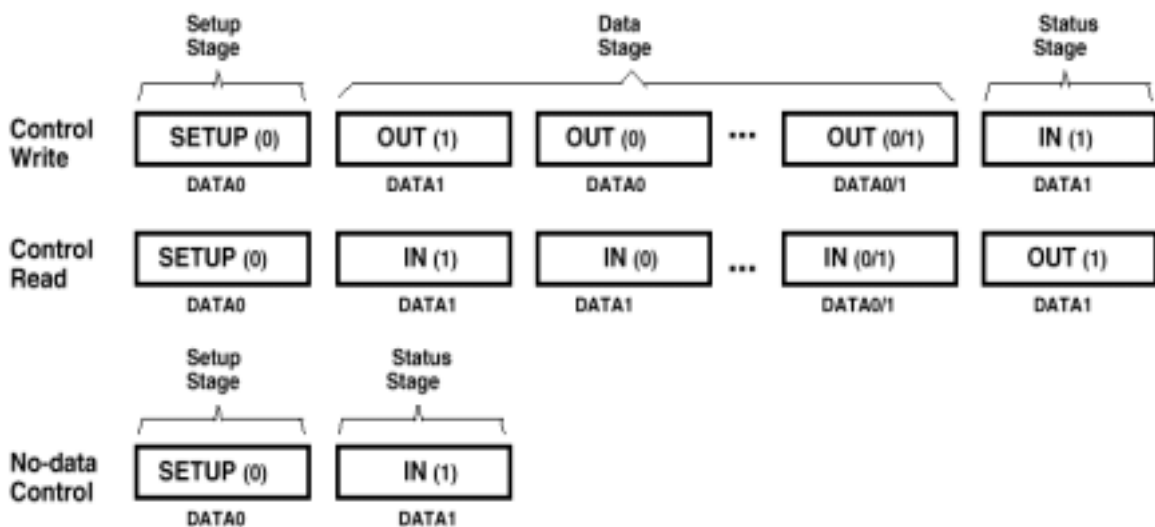 Setup
Stage
Data
Stage
Status
Stage
Control
Write
SETUP (0)
OUT (1)
OUT (0)
...
OUT (0/1)
IN (1)
DATA0
DATA1
DATA0
DATA0/1
DATA1
Control
Read
SETUP (0)
IN (1)
IN (0)
...
IN (0/1)
OUT (1)
DATA0
DATA1
DATA1
DATA0/1
DATA1
Setup
Stage
Status
Stage
No-data
Control
SETUP (0)
IN (1)
DATA0
DATA1